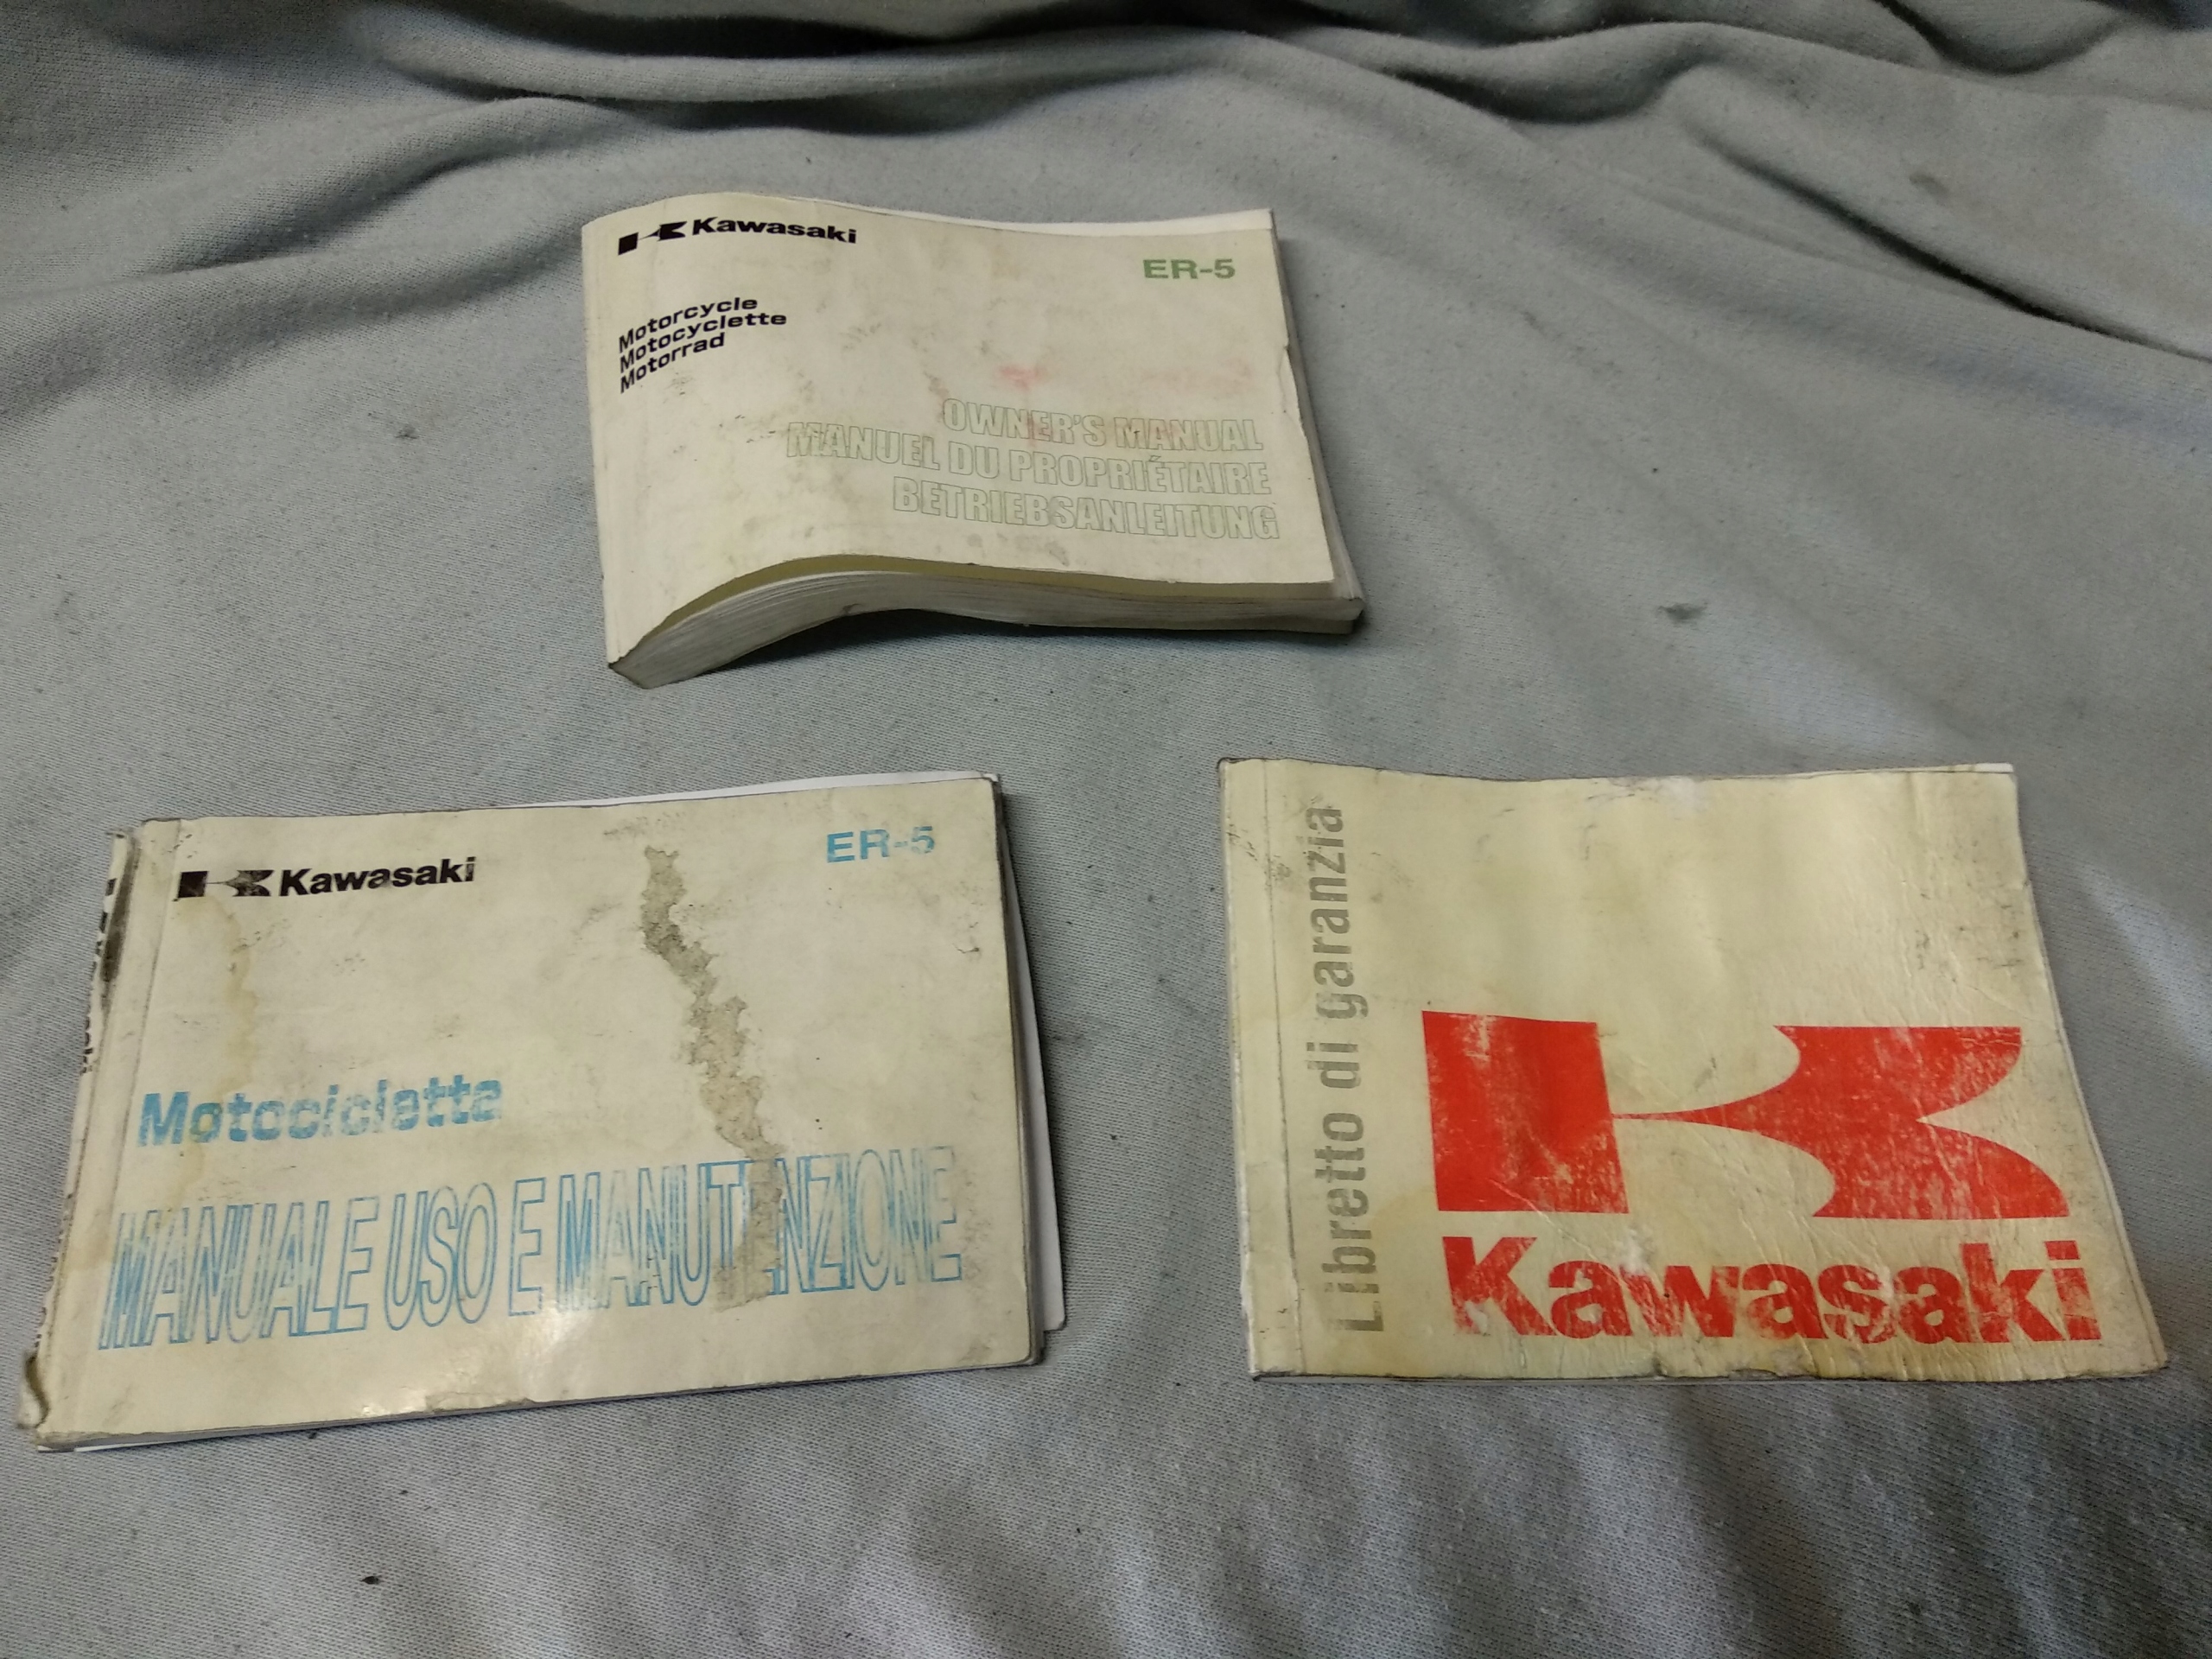 Kawasaki
ER-5
Motorcycle
Motocyclette
Motorrad
OWNER'S MANUAL
MANUEL DU PROPRIÉTAIRE
BETRIEBSANLEITUNG
Kawasaki
ER-5
Motocicletta
MANUALE USO E MANUTENZIONE
Libretto di garanzia
Kawasaki